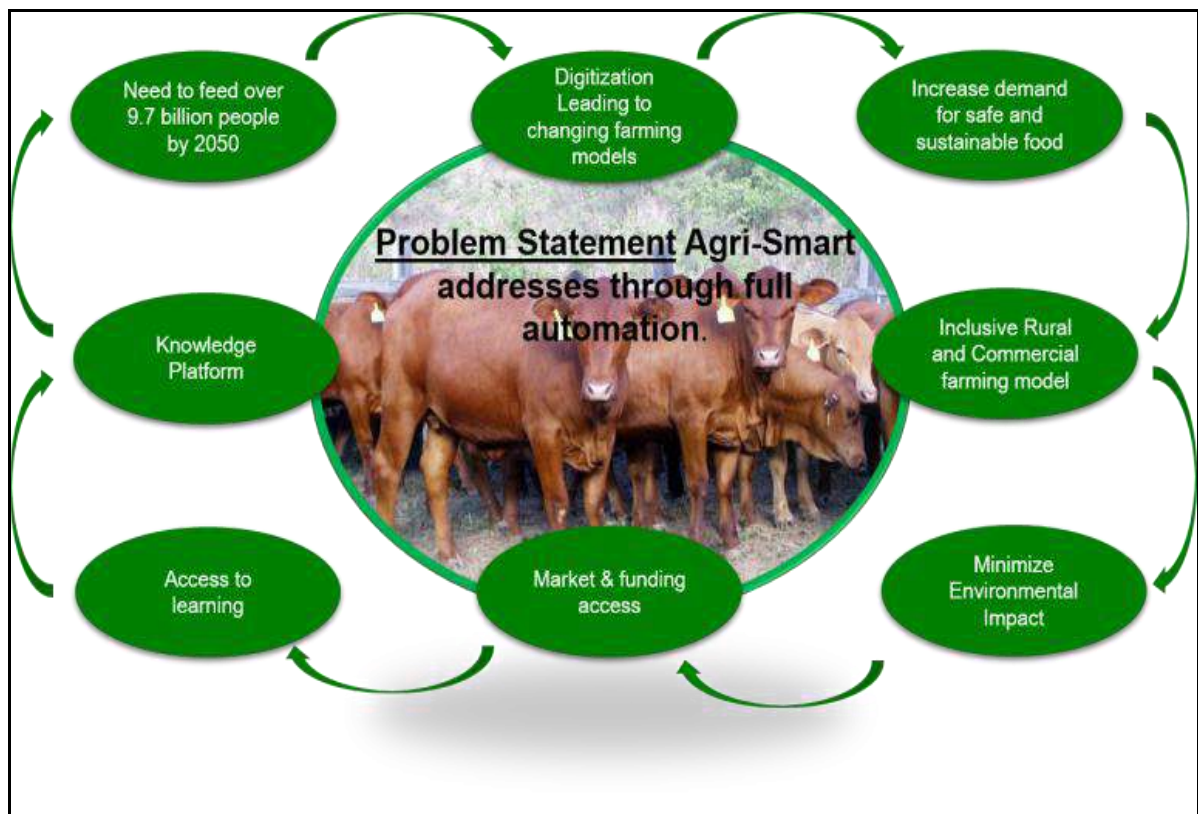 Need to feed over
9.7 billion people
by 2050
Digitization
Leading to
changing farming
models
Increase demand
for safe and
sustainable food
Problem Statement Agri-Smart
addresses through full
automation.
Knowledge
Platform
Inclusive Rural
and Commercial
farming model
Access to
learning
Market & funding
access
Minimize
Environmental
Impact